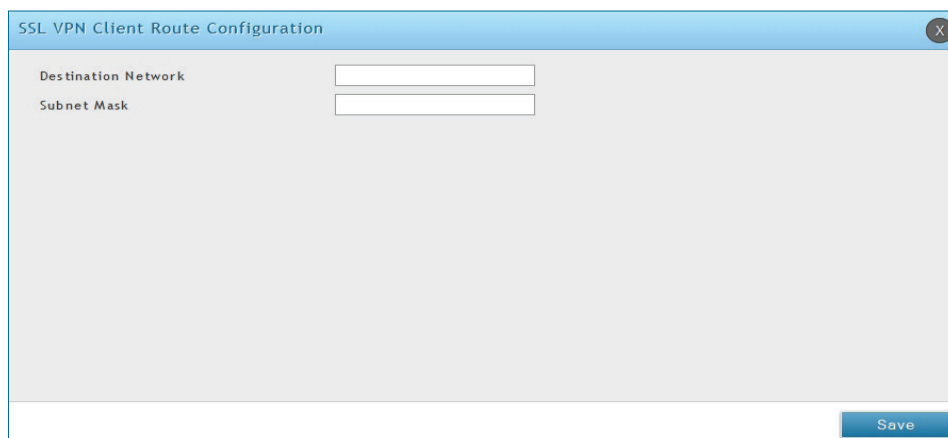 SSL VPN Client Route Configuration
X
Destination Network
Subnet Mask
Save